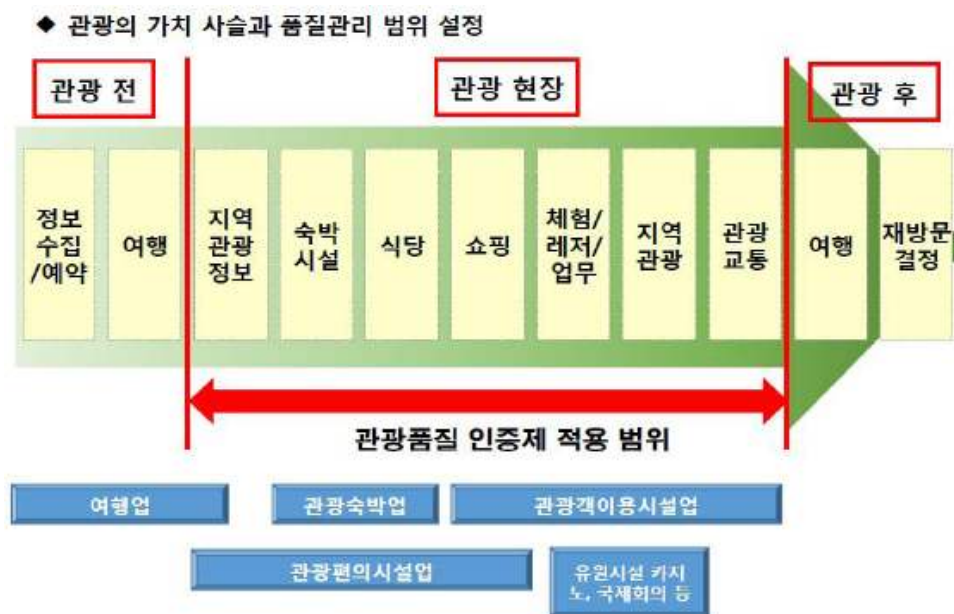 ◆ 관광의 가치 사슬과 품질관리 범위 설정
관광 전
관광 현장
관광 후
정보
수집
/예약
여행
지역
관광
정보
숙박
시설
식당
쇼핑
체험/
레저/
업무
지역
관광
관광
교통
여행
재방문
결정
관광품질 인증제 적용 범위
여행업
관광숙박업
관광객이용시설업
관광편의시설업
유원시설 카지
노, 국제회의 등